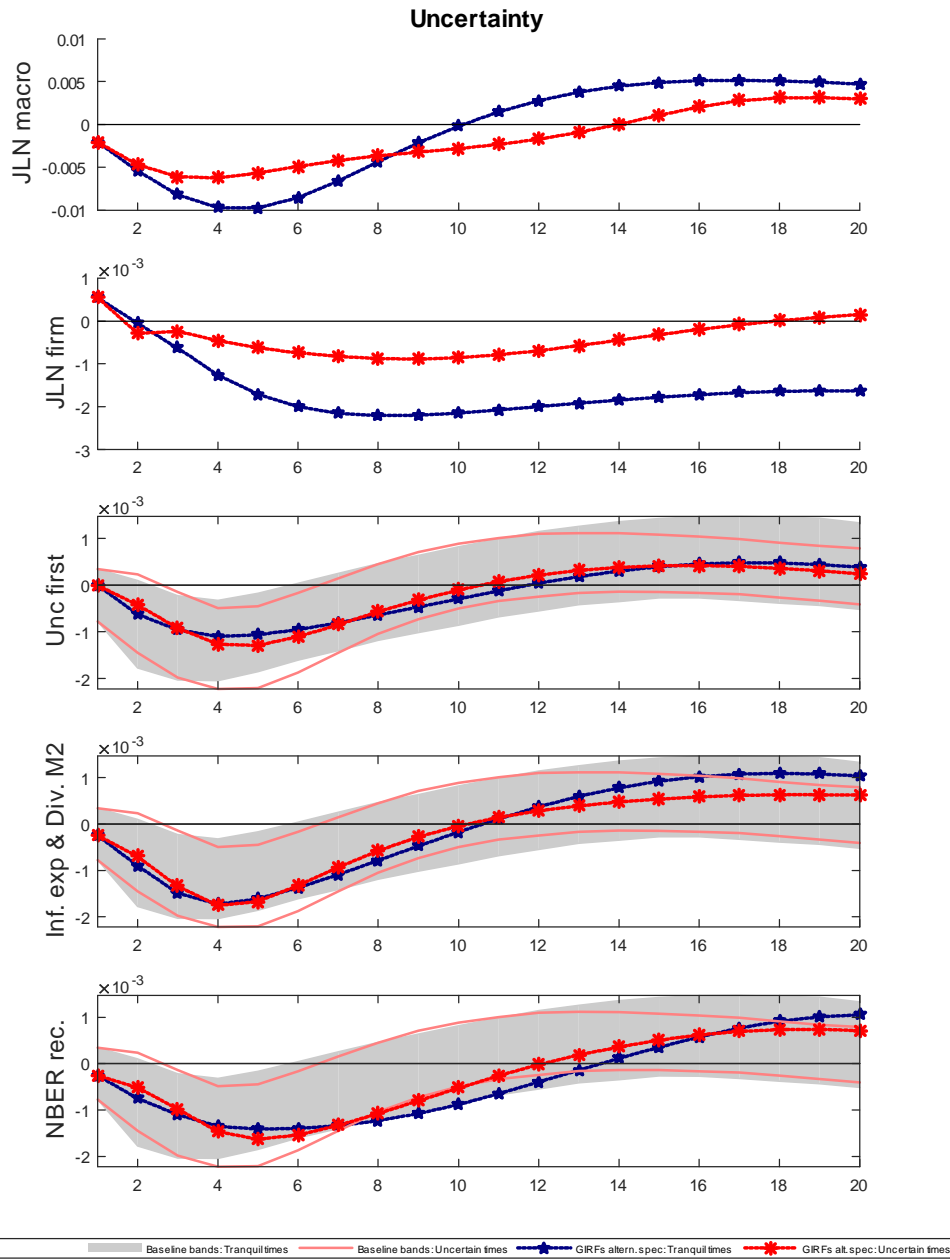 Uncertainty
JLN macro
0.01
0.005
0
-0.005
-0.01
2 4 6 8 10 12 14 16 18 20
×10 -3
JLN firm
1
0
-1
-2
-3
2 4 6 8 10 12 14 16 18 20
×10 -3
Unc first
1
0
-1
-2
2 4 6 8 10 12 14 16 18 20
×10 -3
Inf. exp & Div. M2
1
0
-1
-2
2 4 6 8 10 12 14 16 18 20
×10 -3
NBER rec.
1
0
-1
-2
2 4 6 8 10 12 14 16 18 20
Baseline bands: Tranquil times Baseline bands: Uncertain times GIRFs altern. spec: Tranquil times GIRFs alt. spec: Uncertain times